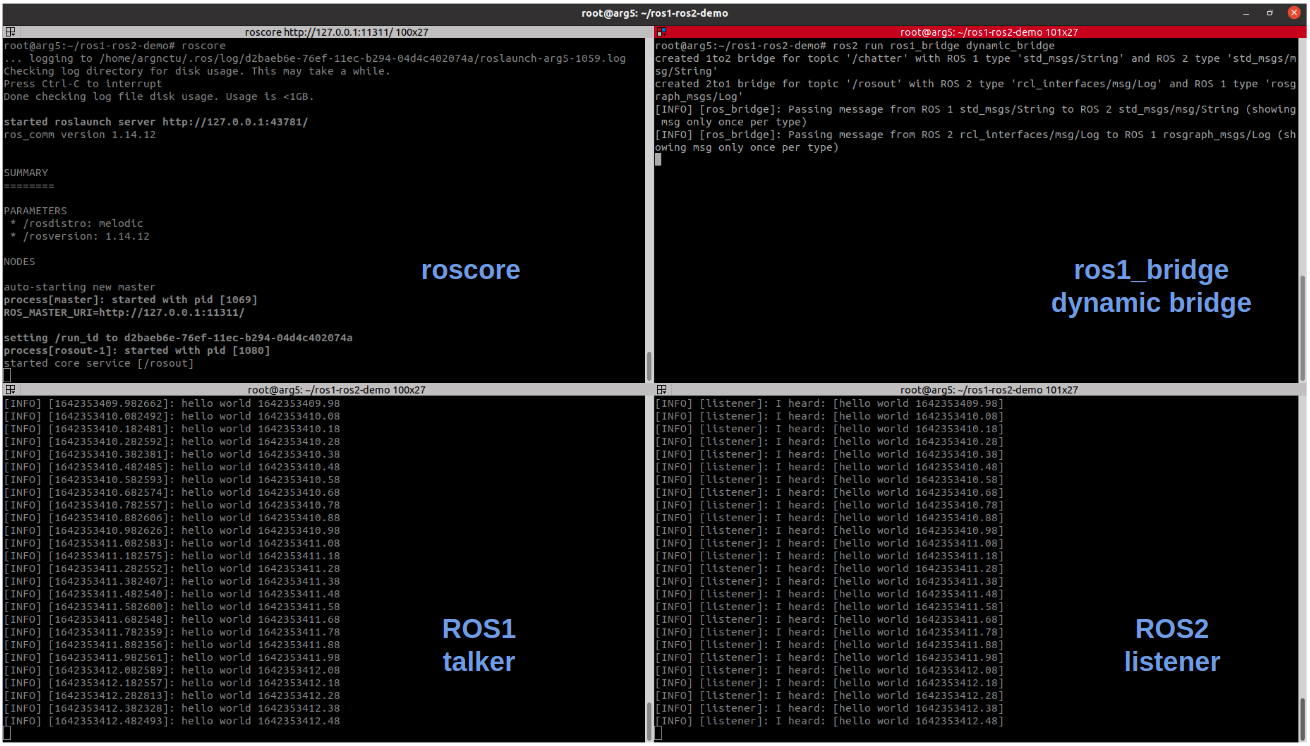 root@arg5: ~/ros1-ros2-demo
roscore http://127.0.0.1:11311/ 100x27
root@arg5:~/ros1-ros2-demo# roscore
... logging to /home/argnctu/.ros/log/d2baeb6e-76ef-11ec-b294-04d4c402074a/roslaunch-arg5-1059.log
Checking log directory for disk usage. This may take a while.
Press Ctrl-C to interrupt
Done checking log file disk usage. Usage is <1GB.
started roslaunch server http://127.0.0.1:43781/
ros_comm version 1.14.12
SUMMARY
========
PARAMETERS
* /rosdistro: melodic
* /rosversion: 1.14.12
NODES
auto-starting new master
process[master]: started with pid [1069]
ROS_MASTER_URI=http://127.0.0.1:11311/
setting /run_id to d2baeb6e-76ef-11ec-b294-04d4c402074a
process[rosout-1]: started with pid [1080]
started core service [/rosout]
roscore
root@arg5: ~/ros1-ros2-demo 101x27
root@arg5:~/ros1-ros2-demo# ros2 run ros1_bridge dynamic_bridge
created 1to2 bridge for topic '/chatter' with ROS 1 type 'std_msgs/String' and ROS 2 type 'std_msgs/m
sg/String'
created 2to1 bridge for topic '/rosout' with ROS 2 type 'rcl_interfaces/msg/Log' and ROS 1 type 'rosg
raph_msgs/Log'
[INFO] [ros_bridge]: Passing message from ROS 1 std_msgs/String to ROS 2 std_msgs/msg/String (showing
msg only once per type)
[INFO] [ros_bridge]: Passing message from ROS 2 rcl_interfaces/msg/Log to ROS 1 rosgraph_msgs/Log (sh
owing msg only once per type)
ros1_bridge
dynamic bridge
root@arg5: ~/ros1-ros2-demo 100x27
[INFO] [1642353409.982662]: hello world 1642353409.98
[INFO] [1642353410.082492]: hello world 1642353410.08
[INFO] [1642353410.182481]: hello world 1642353410.18
[INFO] [1642353410.282592]: hello world 1642353410.28
[INFO] [1642353410.382381]: hello world 1642353410.38
[INFO] [1642353410.482485]: hello world 1642353410.48
[INFO] [1642353410.582593]: hello world 1642353410.58
[INFO] [1642353410.682574]: hello world 1642353410.68
[INFO] [1642353410.782557]: hello world 1642353410.78
[INFO] [1642353410.882606]: hello world 1642353410.88
[INFO] [1642353410.982626]: hello world 1642353410.98
[INFO] [1642353411.082583]: hello world 1642353411.08
[INFO] [1642353411.182575]: hello world 1642353411.18
[INFO] [1642353411.282552]: hello world 1642353411.28
[INFO] [1642353411.382407]: hello world 1642353411.38
[INFO] [1642353411.482540]: hello world 1642353411.48
[INFO] [1642353411.582600]: hello world 1642353411.58
[INFO] [1642353411.682548]: hello world 1642353411.68
[INFO] [1642353411.782359]: hello world 1642353411.78
[INFO] [1642353411.882356]: hello world 1642353411.88
[INFO] [1642353411.982561]: hello world 1642353411.98
[INFO] [1642353412.082589]: hello world 1642353412.08
[INFO] [1642353412.182557]: hello world 1642353412.18
[INFO] [1642353412.282813]: hello world 1642353412.28
[INFO] [1642353412.382328]: hello world 1642353412.38
[INFO] [1642353412.482493]: hello world 1642353412.48
ROS1
talker
root@arg5: ~/ros1-ros2-demo 101x27
[INFO] [listener]: I heard: [hello world 1642353409.98]
[INFO] [listener]: I heard: [hello world 1642353410.08]
[INFO] [listener]: I heard: [hello world 1642353410.18]
[INFO] [listener]: I heard: [hello world 1642353410.28]
[INFO] [listener]: I heard: [hello world 1642353410.38]
[INFO] [listener]: I heard: [hello world 1642353410.48]
[INFO] [listener]: I heard: [hello world 1642353410.58]
[INFO] [listener]: I heard: [hello world 1642353410.68]
[INFO] [listener]: I heard: [hello world 1642353410.78]
[INFO] [listener]: I heard: [hello world 1642353410.88]
[INFO] [listener]: I heard: [hello world 1642353410.98]
[INFO] [listener]: I heard: [hello world 1642353411.08]
[INFO] [listener]: I heard: [hello world 1642353411.18]
[INFO] [listener]: I heard: [hello world 1642353411.28]
[INFO] [listener]: I heard: [hello world 1642353411.38]
[INFO] [listener]: I heard: [hello world 1642353411.48]
[INFO] [listener]: I heard: [hello world 1642353411.58]
[INFO] [listener]: I heard: [hello world 1642353411.68]
[INFO] [listener]: I heard: [hello world 1642353411.78]
[INFO] [listener]: I heard: [hello world 1642353411.88]
[INFO] [listener]: I heard: [hello world 1642353411.98]
[INFO] [listener]: I heard: [hello world 1642353412.08]
[INFO] [listener]: I heard: [hello world 1642353412.18]
[INFO] [listener]: I heard: [hello world 1642353412.28]
[INFO] [listener]: I heard: [hello world 1642353412.38]
[INFO] [listener]: I heard: [hello world 1642353412.48]
ROS2
listener